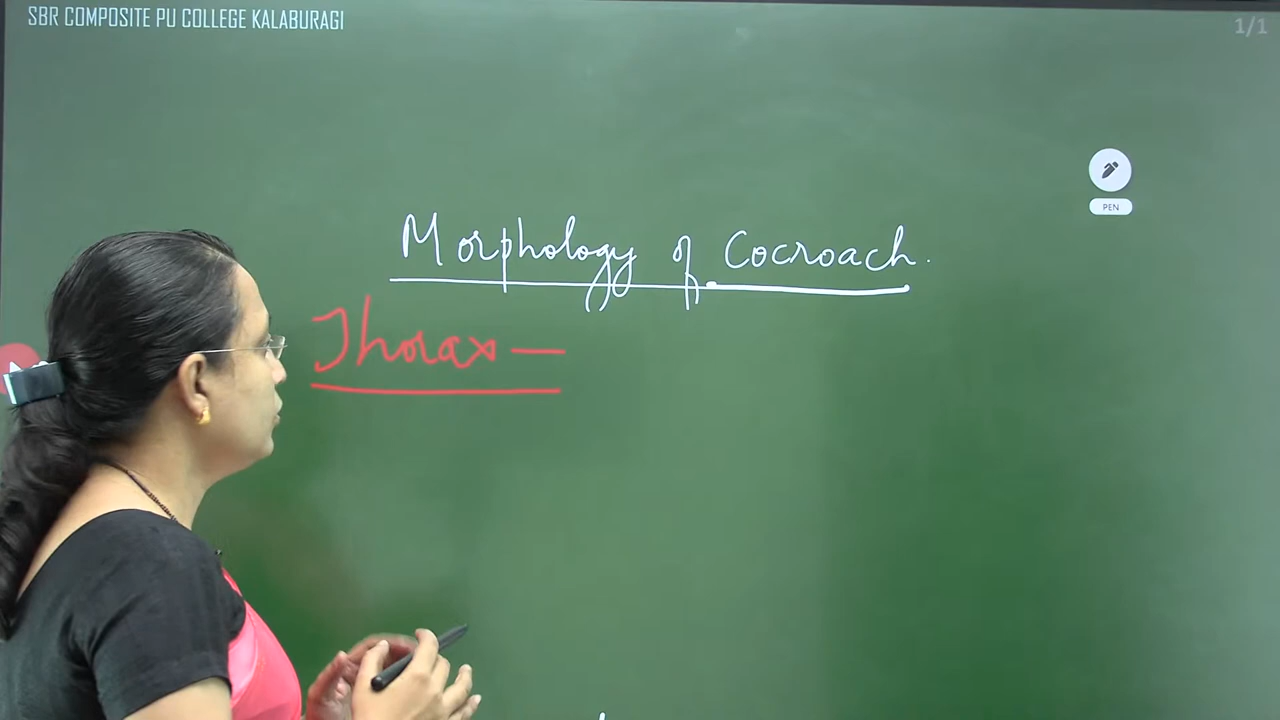 SBR COMPOSITE PU COLLEGE KALABURAGI
1/1
PEN
Morphology of Cocroach.
Thorax —